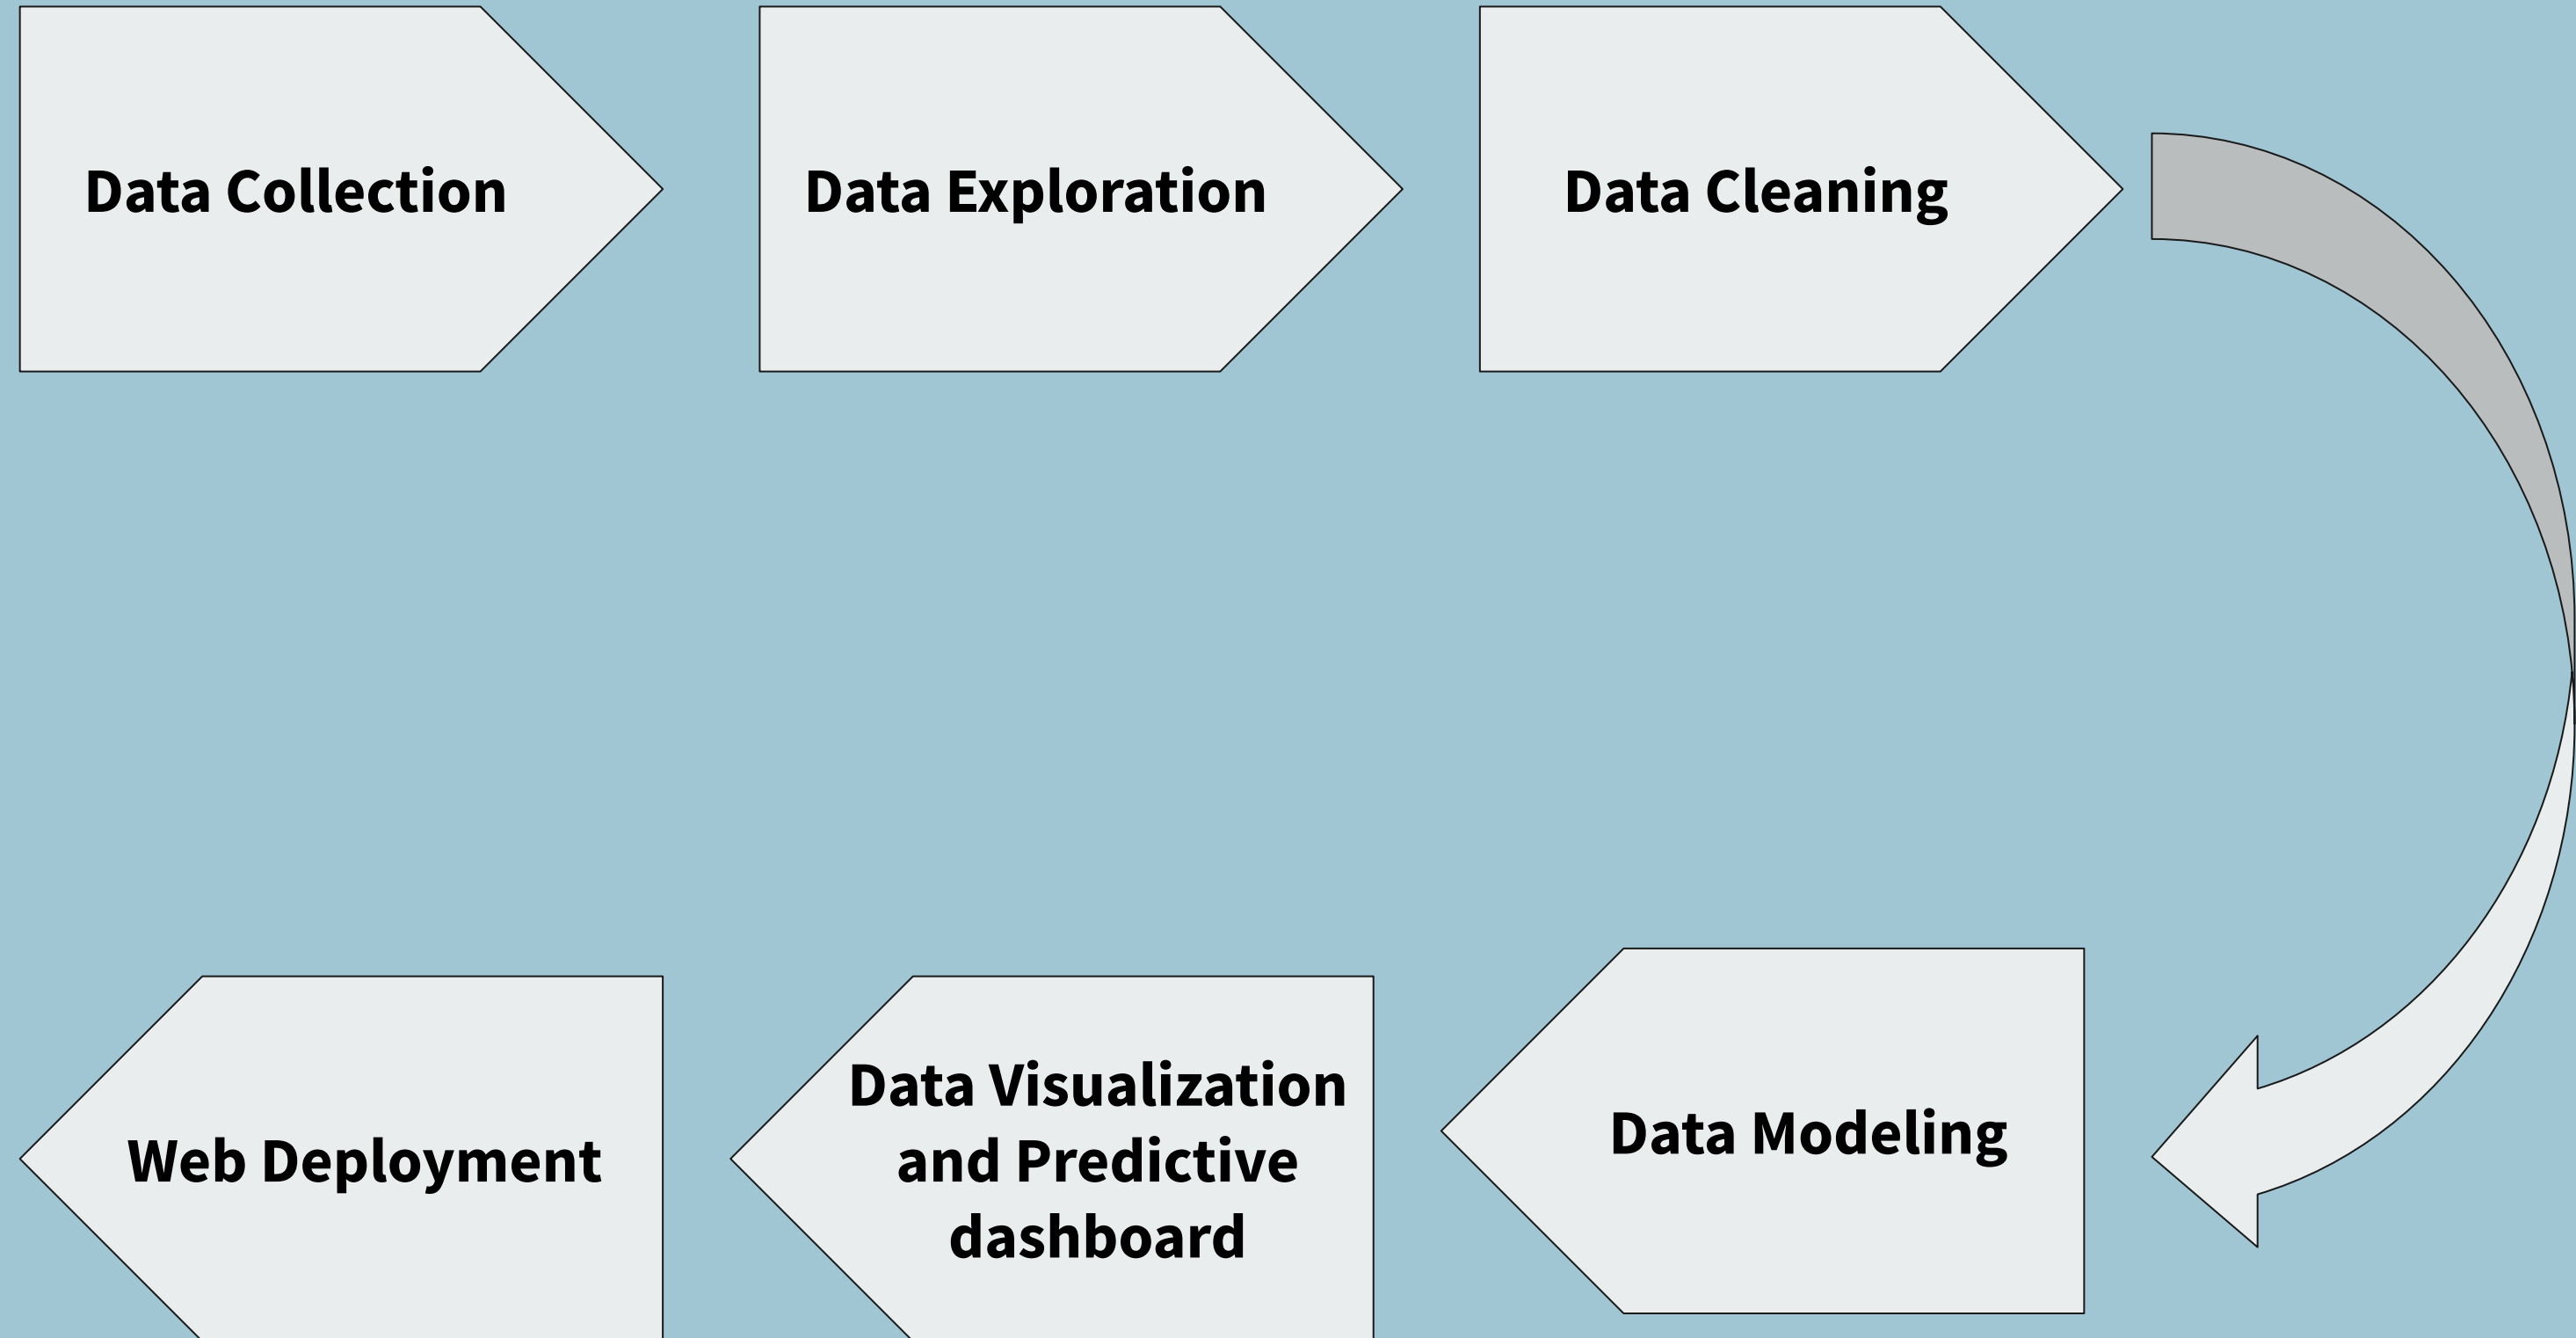 Data Collection
Data Exploration
Data Cleaning
Data Modeling
Data Visualization
and Predictive
dashboard
Web Deployment